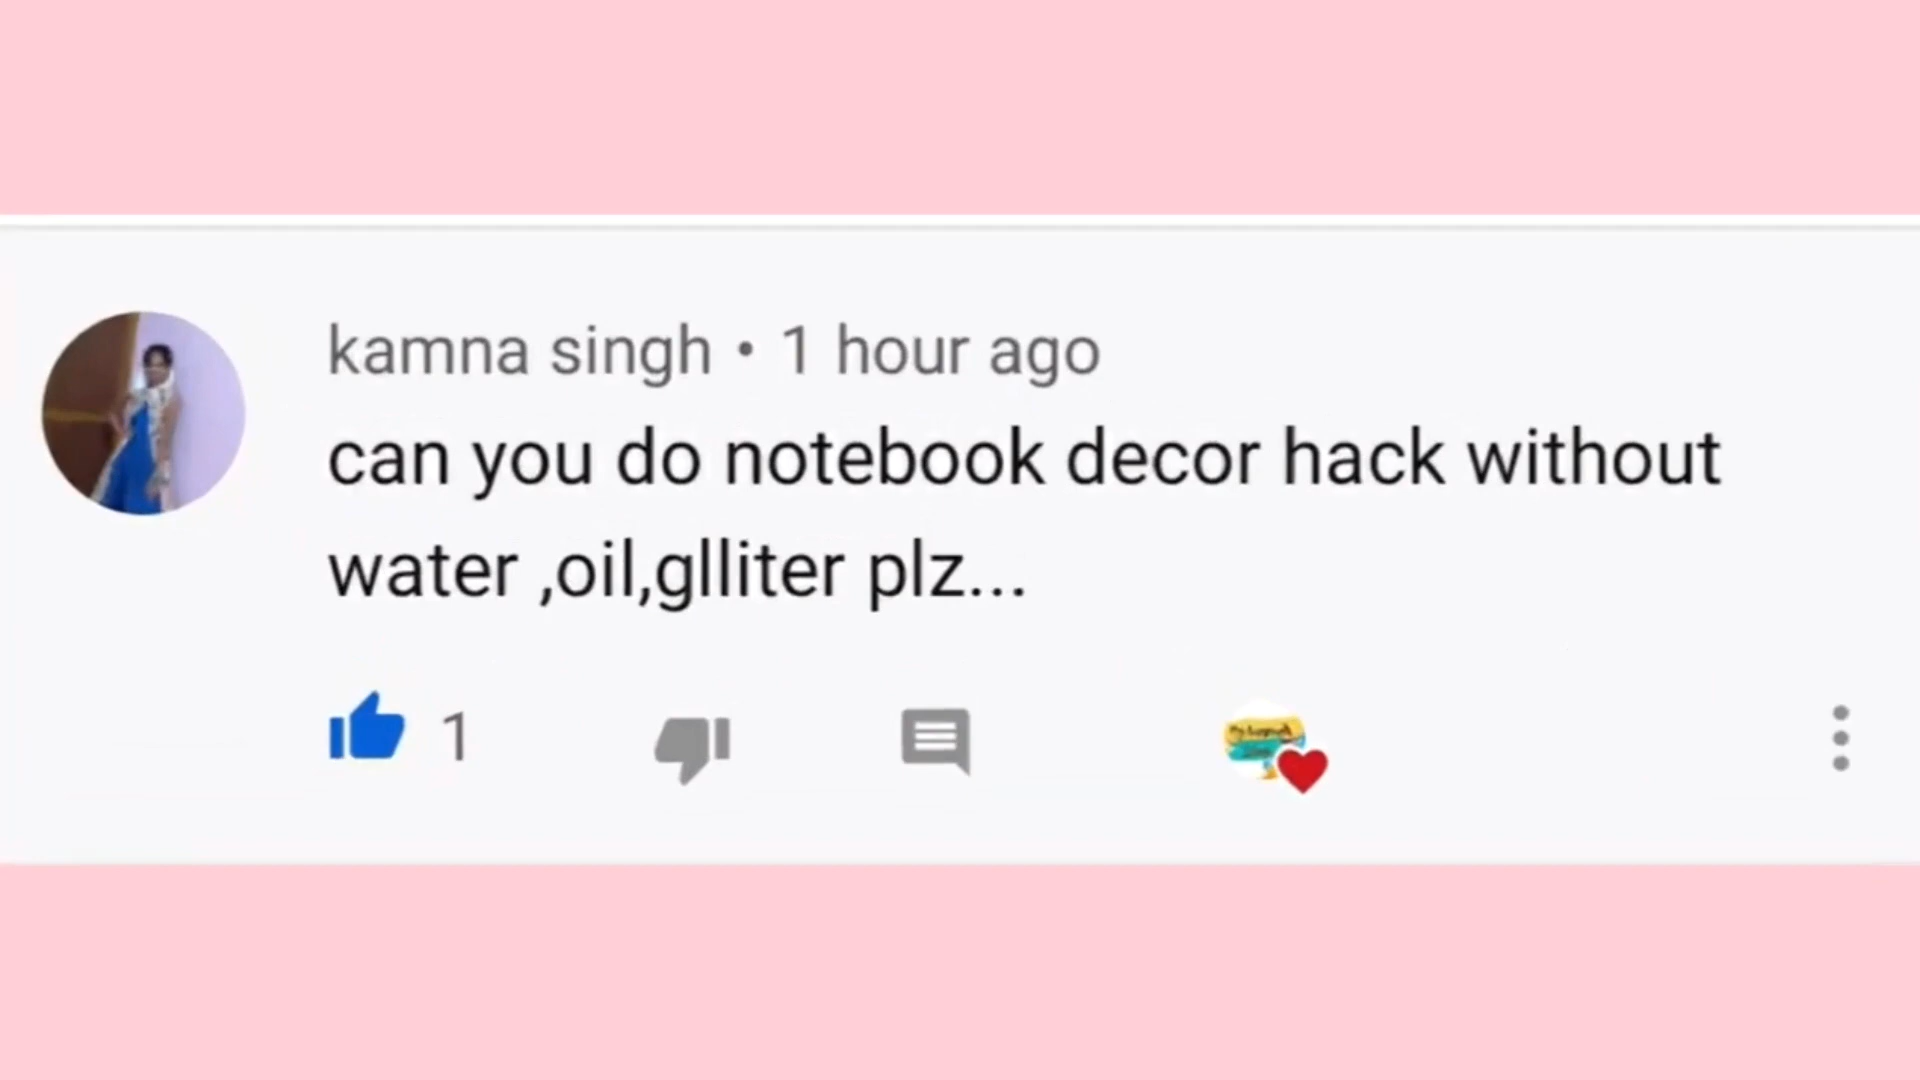 kamna singh • 1 hour ago
can you do notebook decor hack without
water ,oil,glliter plz...
1